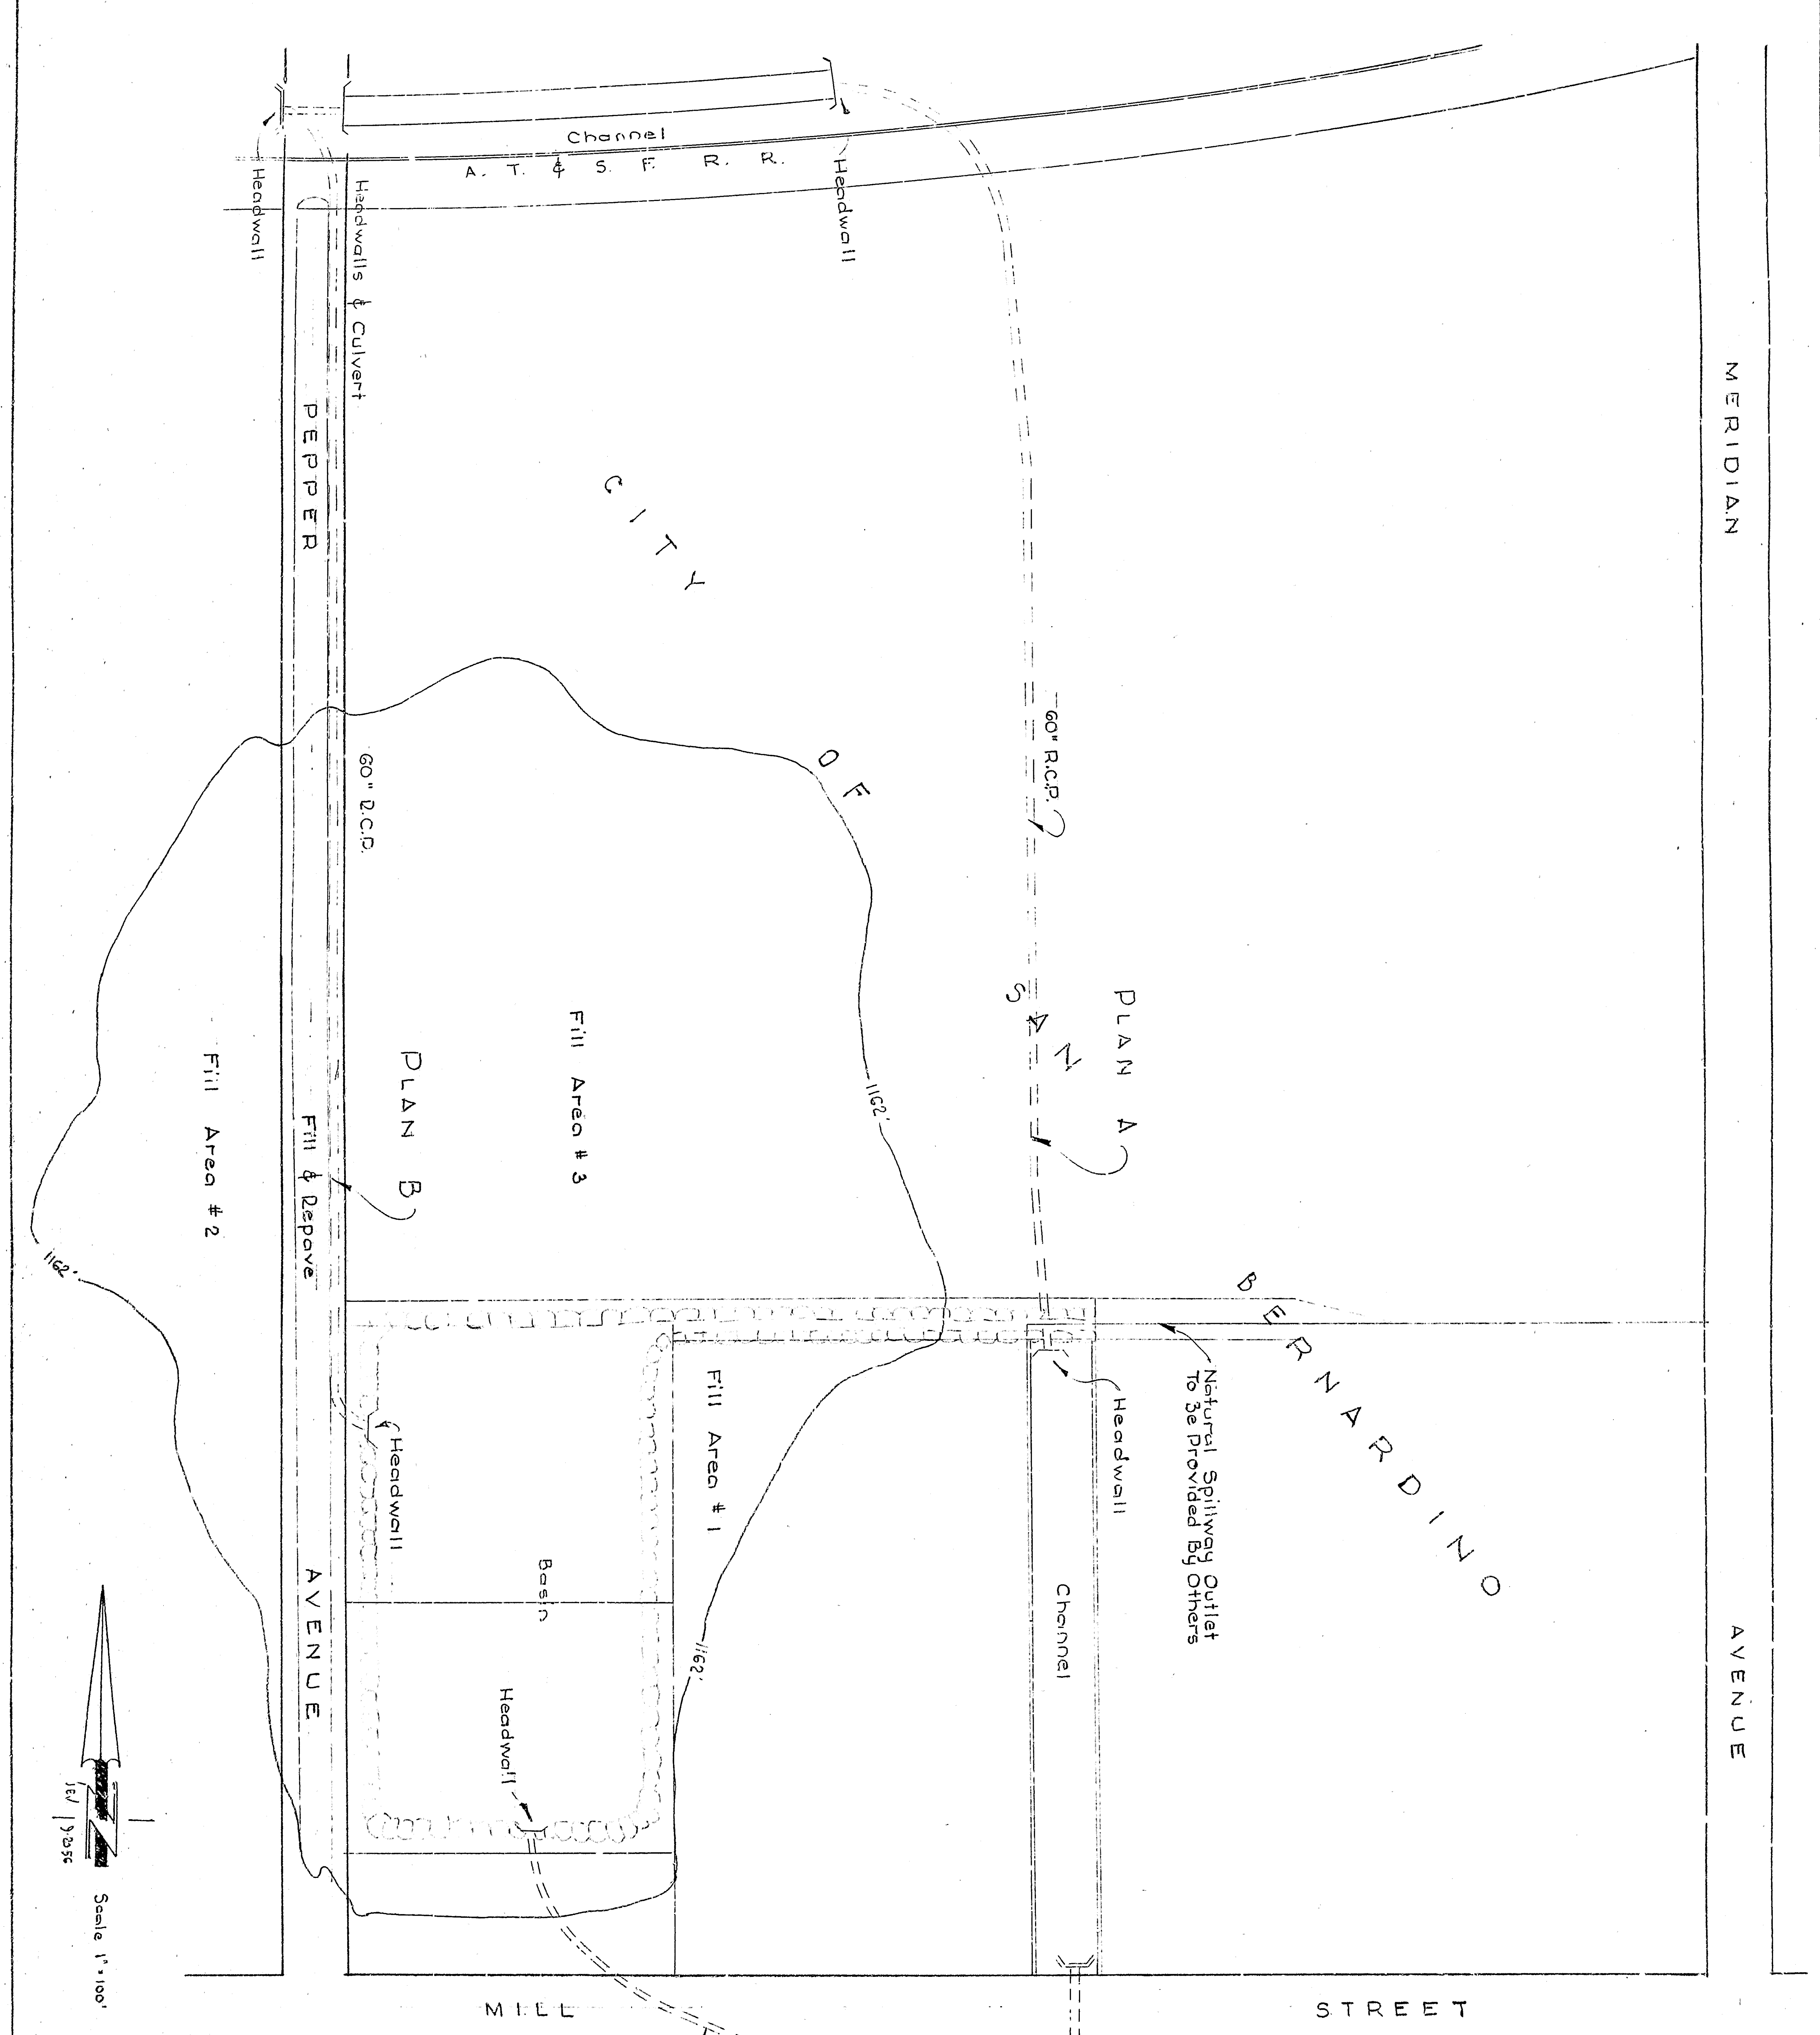 Channel
A. T. & S. F. R. R.
Headwall
Headwall
Headwalls & Culvert
PEPPER
AVENUE
MERIDIAN
AVENUE
CITY
OF
SAN
BERNARDINO
60" R.C.P.
60" R.C.P.
PLAN A
PLAN B
Fill Area # 3
Fill Area # 2
Fill & Repave
1162'
1162'
1162'
Fill Area # 1
Headwall
Headwall
Headwall
Natural Spillway Outlet
To Be Provided By Others
Channel
Basin
Scale 1" = 100'
MILL
STREET